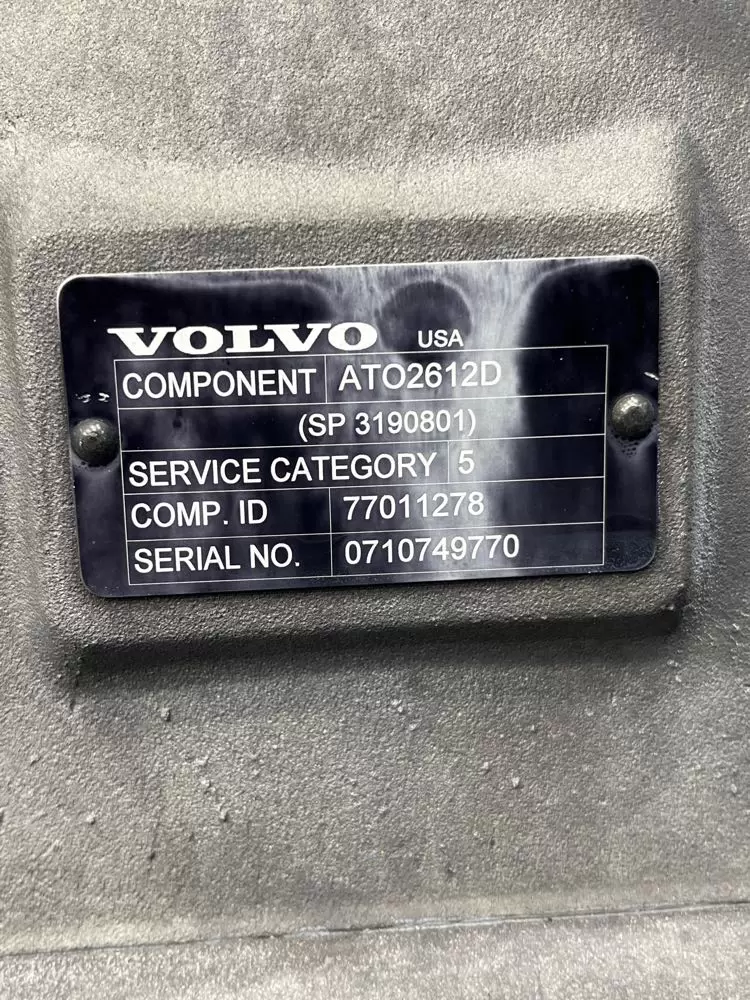 VOLVO USA
COMPONENT ATO2612D
(SP 3190801)
SERVICE CATEGORY 5
COMP. ID 77011278
SERIAL NO. 0710749770